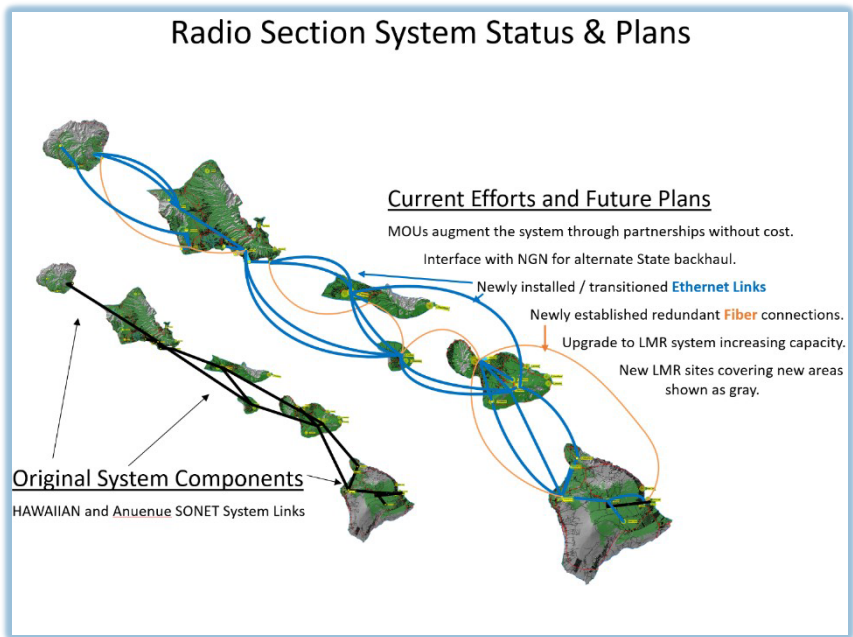 Radio Section System Status & Plans
Current Efforts and Future Plans
MOUs augment the system through partnerships without cost.
Interface with NGN for alternate State backhaul.
Newly installed / transitioned Ethernet Links
Newly established redundant Fiber connections.
Upgrade to LMR system increasing capacity.
New LMR sites covering new areas
shown as gray.
Original System Components
HAWAIIAN and Anuenue SONET System Links